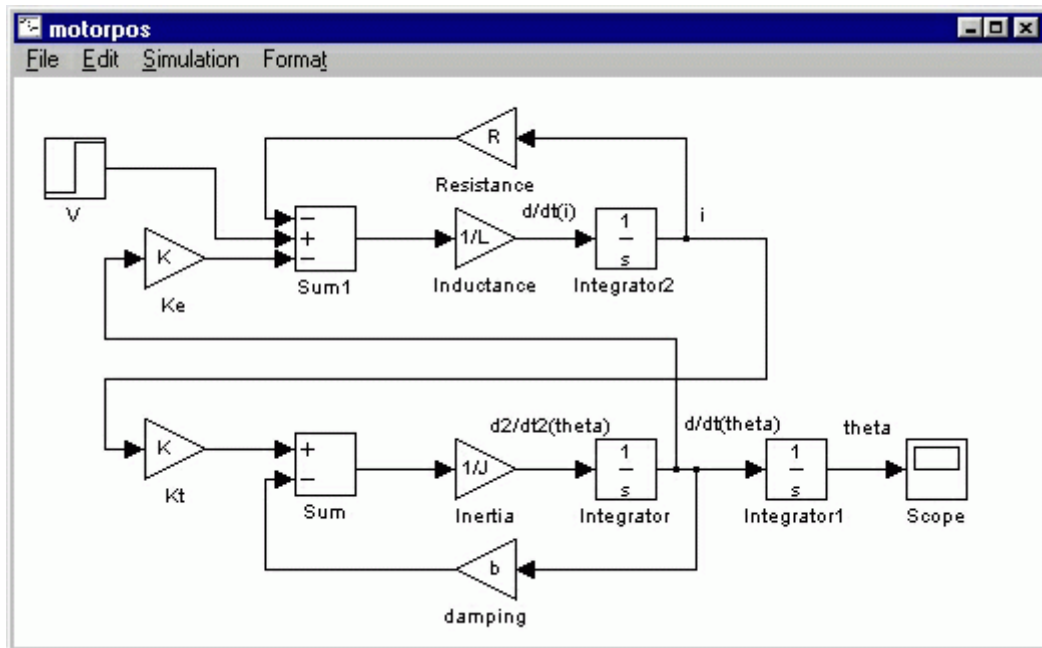 motorpos
File Edit Simulation Format
R
Resistance
V
d/dt(i)
i
−
+
−
1/L
1
s
K
Sum1
Inductance
Integrator2
Ke
d2/dt2(theta)
d/dt(theta)
theta
K
+
−
1/J
1
s
1
s
Kt
Sum
Inertia
Integrator
Integrator1
Scope
b
damping